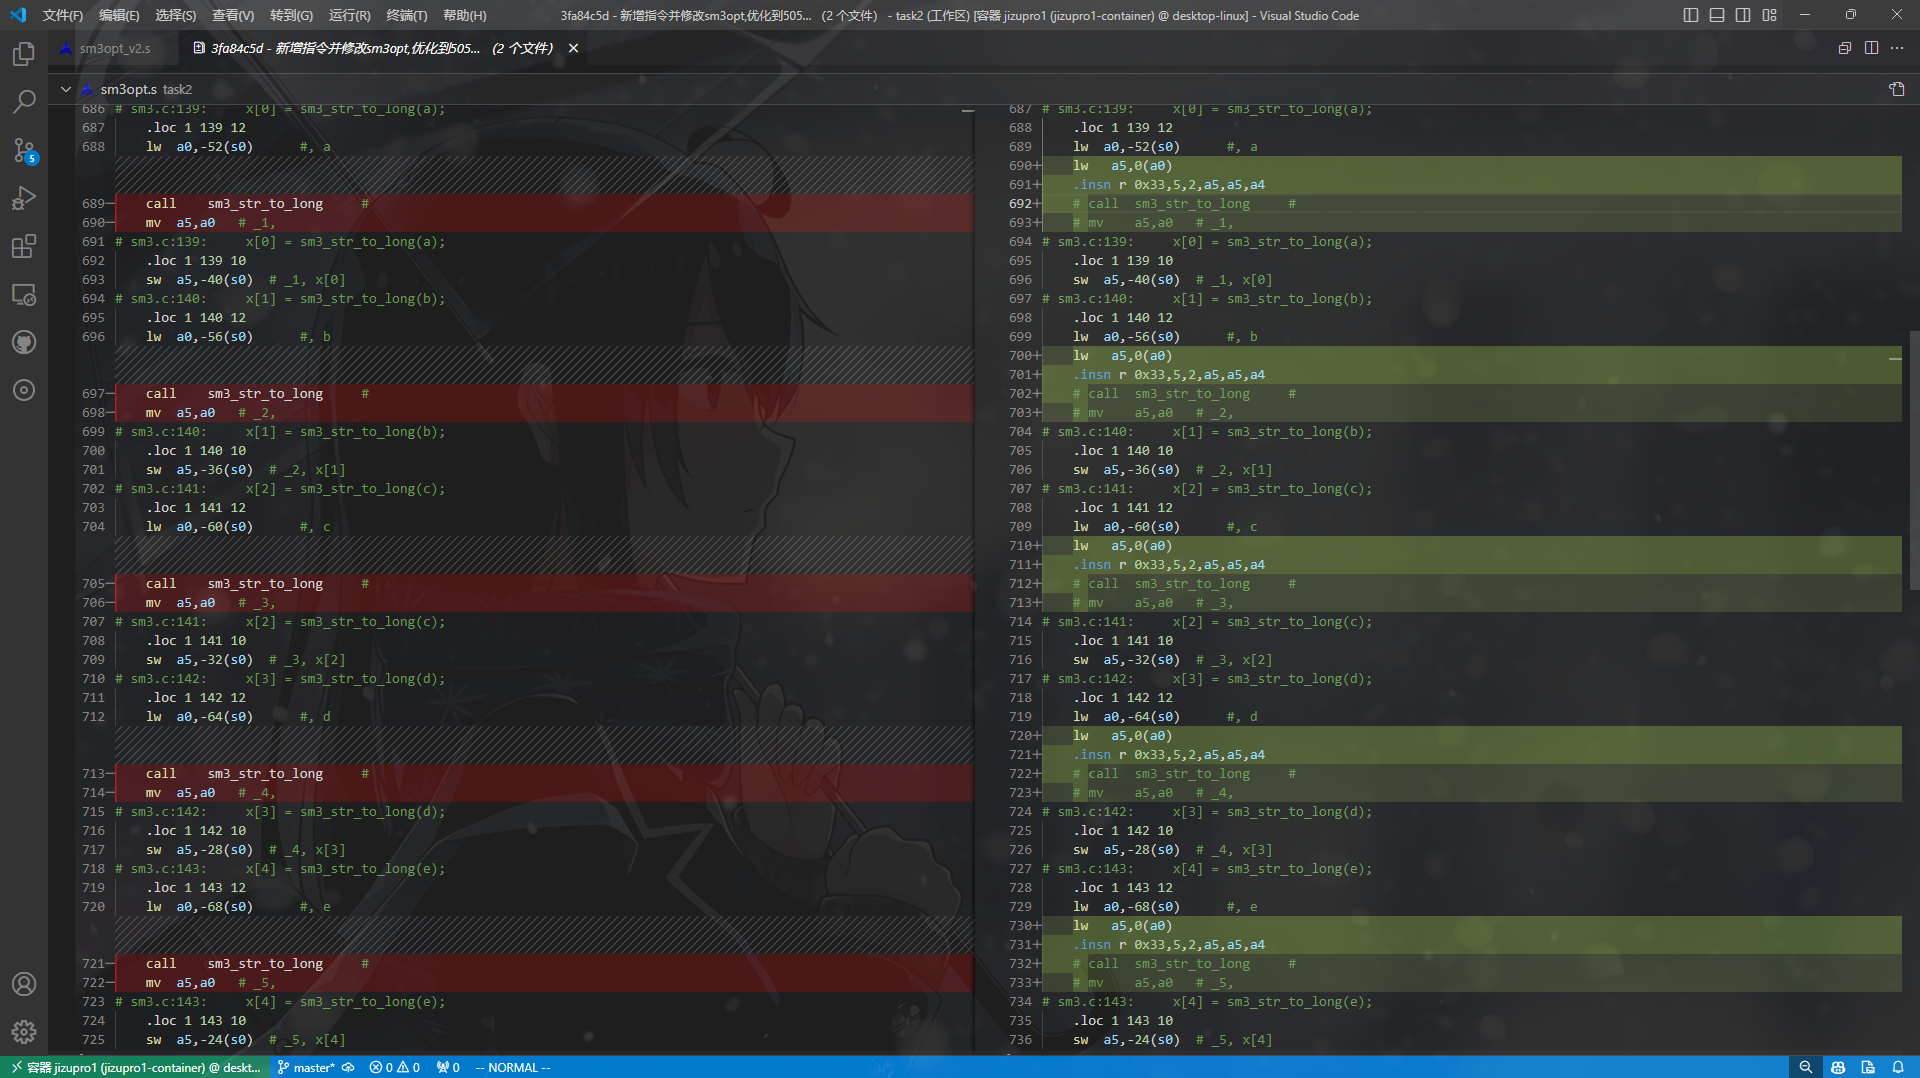 文件(F) 编辑(E) 选择(S) 查看(V) 转到(G) 运行(R) 终端(T) 帮助(H) 3fa84c5d - 新增指令并修改sm3opt,优化到505... (2 个文件) - task2 (工作区) [容器 jizupro1 (jizupro1-container) @ desktop-linux] - Visual Studio Code
sm3opt_v2.s 3fa84c5d - 新增指令并修改sm3opt,优化到505... (2 个文件)
sm3opt.s task2
686 # sm3.c:139:     x[0] = sm3_str_to_long(a);
687 .loc 1 139 12
688 lw a0,-52(s0) #, a
689 call sm3_str_to_long #
690 mv a5,a0 # _1,
691 # sm3.c:139:     x[0] = sm3_str_to_long(a);
692 .loc 1 139 10
693 sw a5,-40(s0) # _1, x[0]
694 # sm3.c:140:     x[1] = sm3_str_to_long(b);
695 .loc 1 140 12
696 lw a0,-56(s0) #, b
697 call sm3_str_to_long #
698 mv a5,a0 # _2,
699 # sm3.c:140:     x[1] = sm3_str_to_long(b);
700 .loc 1 140 10
701 sw a5,-36(s0) # _2, x[1]
702 # sm3.c:141:     x[2] = sm3_str_to_long(c);
703 .loc 1 141 12
704 lw a0,-60(s0) #, c
705 call sm3_str_to_long #
706 mv a5,a0 # _3,
707 # sm3.c:141:     x[2] = sm3_str_to_long(c);
708 .loc 1 141 10
709 sw a5,-32(s0) # _3, x[2]
710 # sm3.c:142:     x[3] = sm3_str_to_long(d);
711 .loc 1 142 12
712 lw a0,-64(s0) #, d
713 call sm3_str_to_long #
714 mv a5,a0 # _4,
715 # sm3.c:142:     x[3] = sm3_str_to_long(d);
716 .loc 1 142 10
717 sw a5,-28(s0) # _4, x[3]
718 # sm3.c:143:     x[4] = sm3_str_to_long(e);
719 .loc 1 143 12
720 lw a0,-68(s0) #, e
721 call sm3_str_to_long #
722 mv a5,a0 # _5,
723 # sm3.c:143:     x[4] = sm3_str_to_long(e);
724 .loc 1 143 10
725 sw a5,-24(s0) # _5, x[4]
687 # sm3.c:139:     x[0] = sm3_str_to_long(a);
688 .loc 1 139 12
689 lw a0,-52(s0) #, a
690+ lw a5,0(a0)
691+ .insn r 0x33,5,2,a5,a5,a4
692+ # call sm3_str_to_long #
693+ # mv a5,a0 # _1,
694 # sm3.c:139:     x[0] = sm3_str_to_long(a);
695 .loc 1 139 10
696 sw a5,-40(s0) # _1, x[0]
697 # sm3.c:140:     x[1] = sm3_str_to_long(b);
698 .loc 1 140 12
699 lw a0,-56(s0) #, b
700+ lw a5,0(a0)
701+ .insn r 0x33,5,2,a5,a5,a4
702+ # call sm3_str_to_long #
703+ # mv a5,a0 # _2,
704 # sm3.c:140:     x[1] = sm3_str_to_long(b);
705 .loc 1 140 10
706 sw a5,-36(s0) # _2, x[1]
707 # sm3.c:141:     x[2] = sm3_str_to_long(c);
708 .loc 1 141 12
709 lw a0,-60(s0) #, c
710+ lw a5,0(a0)
711+ .insn r 0x33,5,2,a5,a5,a4
712+ # call sm3_str_to_long #
713+ # mv a5,a0 # _3,
714 # sm3.c:141:     x[2] = sm3_str_to_long(c);
715 .loc 1 141 10
716 sw a5,-32(s0) # _3, x[2]
717 # sm3.c:142:     x[3] = sm3_str_to_long(d);
718 .loc 1 142 12
719 lw a0,-64(s0) #, d
720+ lw a5,0(a0)
721+ .insn r 0x33,5,2,a5,a5,a4
722+ # call sm3_str_to_long #
723+ # mv a5,a0 # _4,
724 # sm3.c:142:     x[3] = sm3_str_to_long(d);
725 .loc 1 142 10
726 sw a5,-28(s0) # _4, x[3]
727 # sm3.c:143:     x[4] = sm3_str_to_long(e);
728 .loc 1 143 12
729 lw a0,-68(s0) #, e
730+ lw a5,0(a0)
731+ .insn r 0x33,5,2,a5,a5,a4
732+ # call sm3_str_to_long #
733+ # mv a5,a0 # _5,
734 # sm3.c:143:     x[4] = sm3_str_to_long(e);
735 .loc 1 143 10
736 sw a5,-24(s0) # _5, x[4]
5
容器 jizupro1 (jizupro1-container) @ deskt... master* 0 0 0 -- NORMAL --